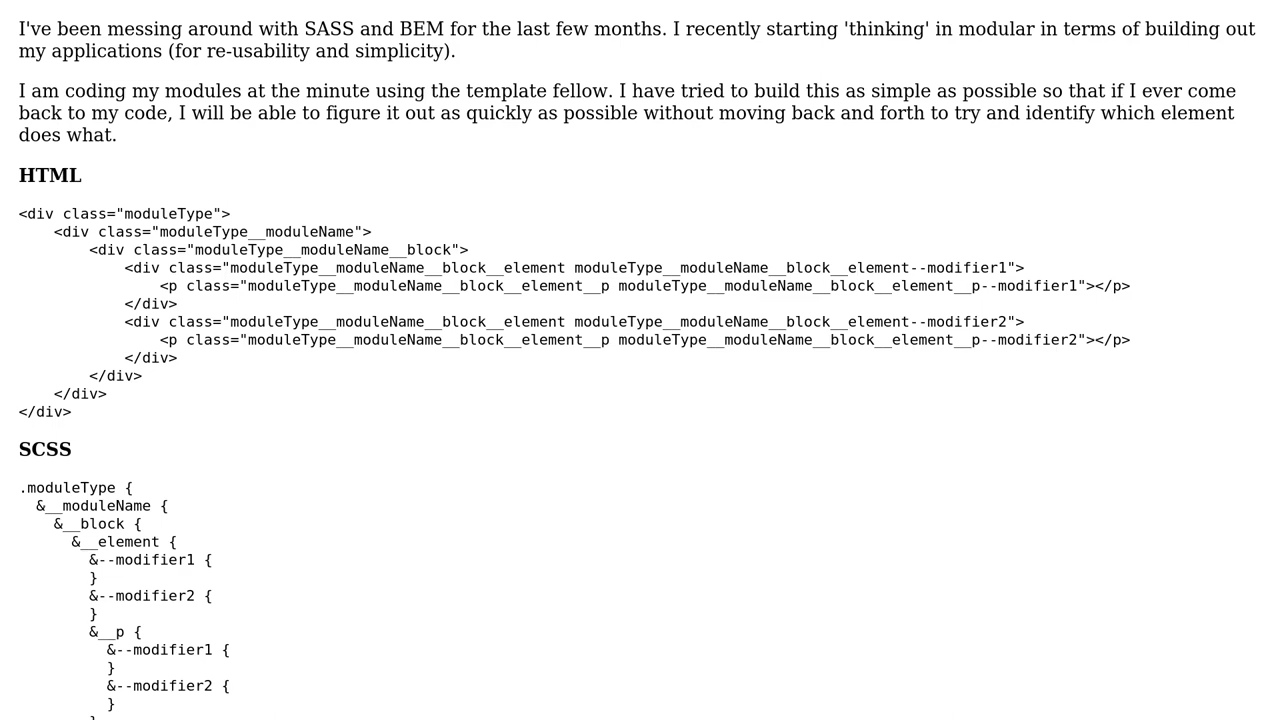 I've been messing around with SASS and BEM for the last few months. I recently starting 'thinking' in modular in terms of building out
my applications (for re-usability and simplicity).
I am coding my modules at the minute using the template fellow. I have tried to build this as simple as possible so that if I ever come
back to my code, I will be able to figure it out as quickly as possible without moving back and forth to try and identify which element
does what.
HTML
<div class="moduleType">
    <div class="moduleType__moduleName">
        <div class="moduleType__moduleName__block">
            <div class="moduleType__moduleName__block__element moduleType__moduleName__block__element--modifier1">
                <p class="moduleType__moduleName__block__element__p moduleType__moduleName__block__element__p--modifier1"></p>
            </div>
            <div class="moduleType__moduleName__block__element moduleType__moduleName__block__element--modifier2">
                <p class="moduleType__moduleName__block__element__p moduleType__moduleName__block__element__p--modifier2"></p>
            </div>
        </div>
    </div>
</div>
SCSS
.moduleType {
  &__moduleName {
    &__block {
      &__element {
        &--modifier1 {
        }
        &--modifier2 {
        }
        &__p {
          &--modifier1 {
          }
          &--modifier2 {
          }
        }